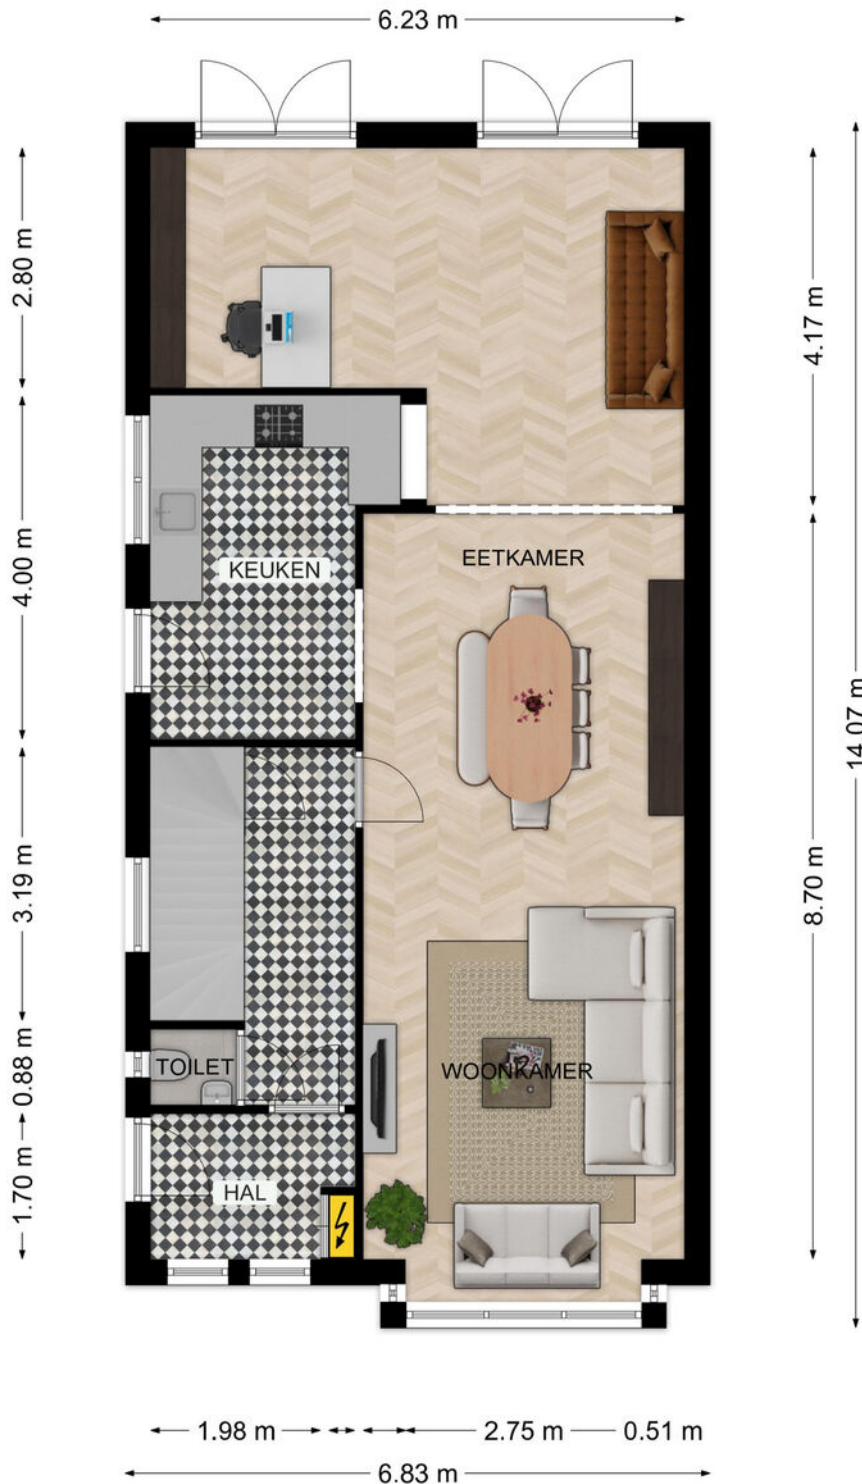 6.23 m
2.80 m
4.17 m
4.00 m
KEUKEN
EETKAMER
14.07 m
3.19 m
8.70 m
0.88 m
TOILET
WOONKAMER
1.70 m
HAL
1.98 m
2.75 m
0.51 m
6.83 m